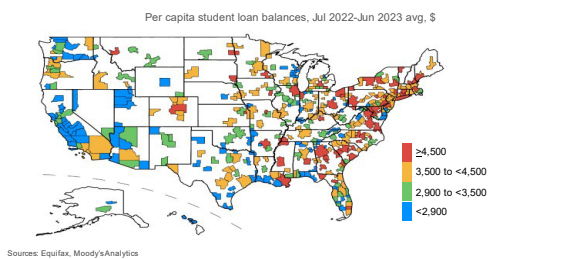 Per capita student loan balances, Jul 2022-Jun 2023 avg, $
≥4,500
3,500 to <4,500
2,900 to <3,500
<2,900
Sources: Equifax, Moody'sAnalytics